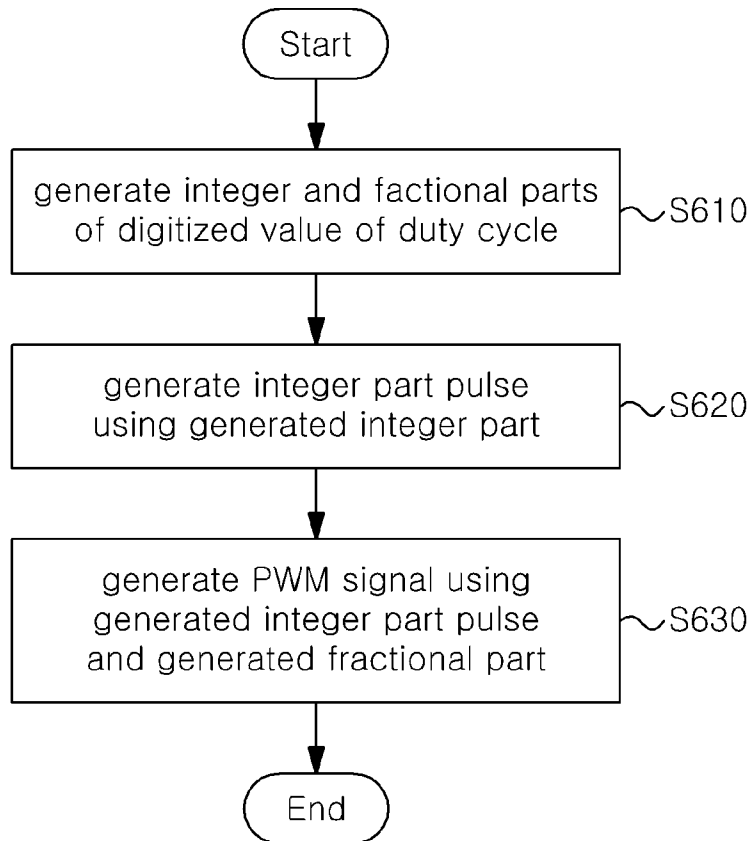 Start
generate integer and factional parts
of digitized value of duty cycle
S610
generate integer part pulse
using generated integer part
S620
generate PWM signal using
generated integer part pulse
and generated fractional part
S630
End